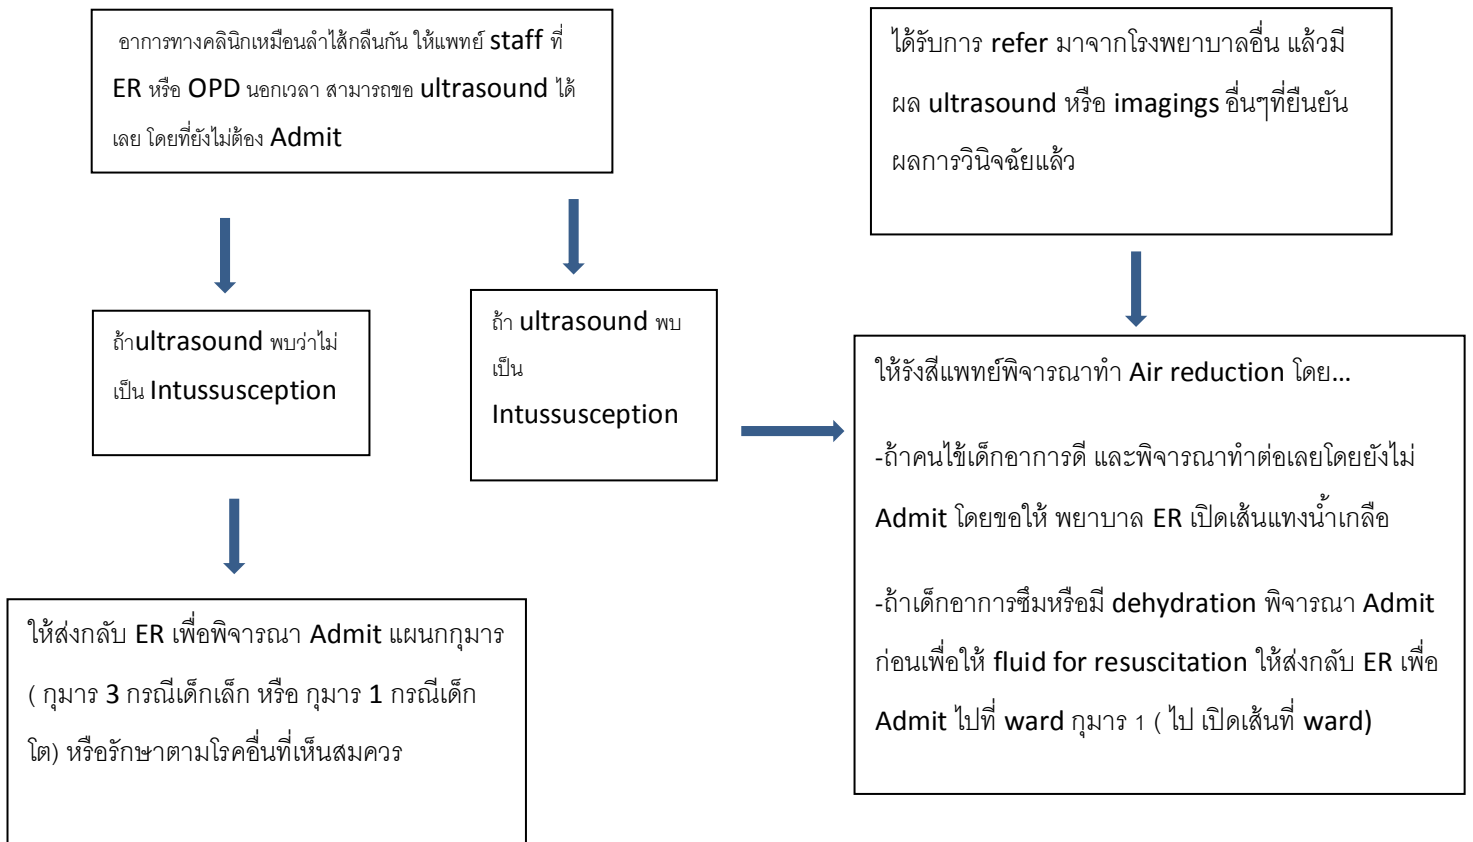 อาการทางคลินิกเหมือนลำไส้กลืนกัน ให้แพทย์ staff ที่
ER หรือ OPD นอกเวลา สามารถขอ ultrasound ได้
เลย โดยที่ยังไม่ต้อง Admit
ได้รับการ refer มาจากโรงพยาบาลอื่น แล้วมี
ผล ultrasound หรือ imagings อื่นๆที่ยืนยัน
ผลการวินิจฉัยแล้ว
ถ้าultrasound พบว่าไม่
เป็น Intussusception
ถ้า ultrasound พบ
เป็น
Intussusception
ให้รังสีแพทย์พิจารณาทำ Air reduction โดย...
-ถ้าคนไข้เด็กอาการดี และพิจารณาทำต่อเลยโดยยังไม่
Admit โดยขอให้ พยาบาล ER เปิดเส้นแทงน้ำเกลือ
-ถ้าเด็กอาการซึมหรือมี dehydration พิจารณา Admit
ก่อนเพื่อให้ fluid for resuscitation ให้ส่งกลับ ER เพื่อ
Admit ไปที่ ward กุมาร 1 ( ไป เปิดเส้นที่ ward)
ให้ส่งกลับ ER เพื่อพิจารณา Admit แผนกกุมาร
( กุมาร 3 กรณีเด็กเล็ก หรือ กุมาร 1 กรณีเด็ก
โต) หรือรักษาตามโรคอื่นที่เห็นสมควร